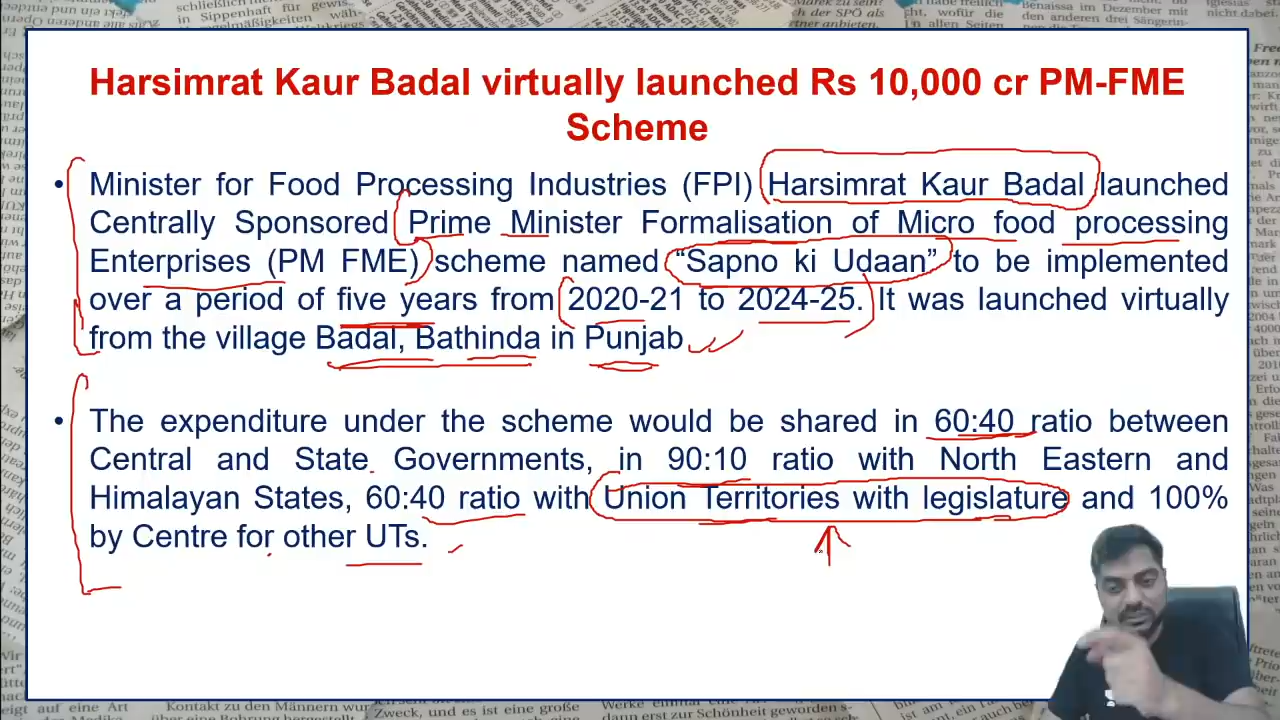 Harsimrat Kaur Badal virtually launched Rs 10,000 cr PM-FME
Scheme
• Minister for Food Processing Industries (FPI) Harsimrat Kaur Badal launched
Centrally Sponsored Prime Minister Formalisation of Micro food processing
Enterprises (PM FME) scheme named “Sapno ki Udaan” to be implemented
over a period of five years from 2020-21 to 2024-25. It was launched virtually
from the village Badal, Bathinda in Punjab
• The expenditure under the scheme would be shared in 60:40 ratio between
Central and State Governments, in 90:10 ratio with North Eastern and
Himalayan States, 60:40 ratio with Union Territories with legislature and 100%
by Centre for other UTs.